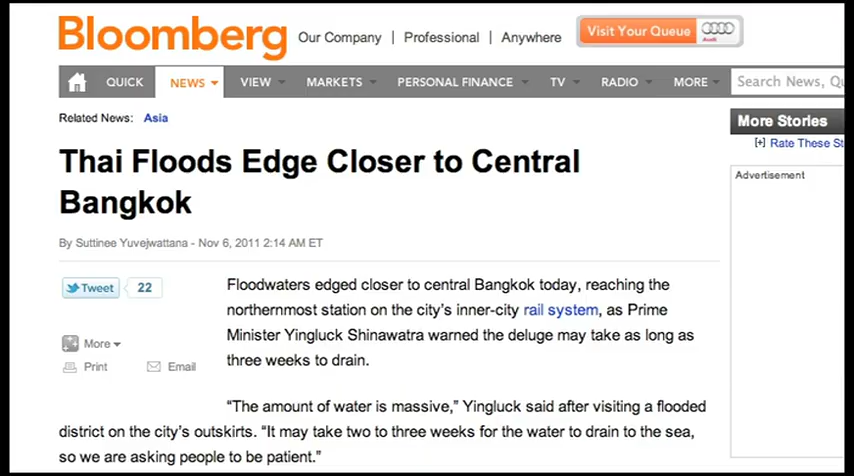 Bloomberg Our Company | Professional | Anywhere Visit Your Queue Audi
QUICK NEWS VIEW MARKETS PERSONAL FINANCE TV RADIO MORE Search News,
Related News: Asia
More Stories
[+] Rate These
Advertisement
Thai Floods Edge Closer to Central
Bangkok
By Suttinee Yuvejwattana - Nov 6, 2011 2:14 AM ET
Tweet 22
More
Print Email
Floodwaters edged closer to central Bangkok today, reaching the
northernmost station on the city's inner-city rail system, as Prime
Minister Yingluck Shinawatra warned the deluge may take as long as
three weeks to drain.
“The amount of water is massive,” Yingluck said after visiting a flooded
district on the city's outskirts. “It may take two to three weeks for the water to drain to the sea,
so we are asking people to be patient.”